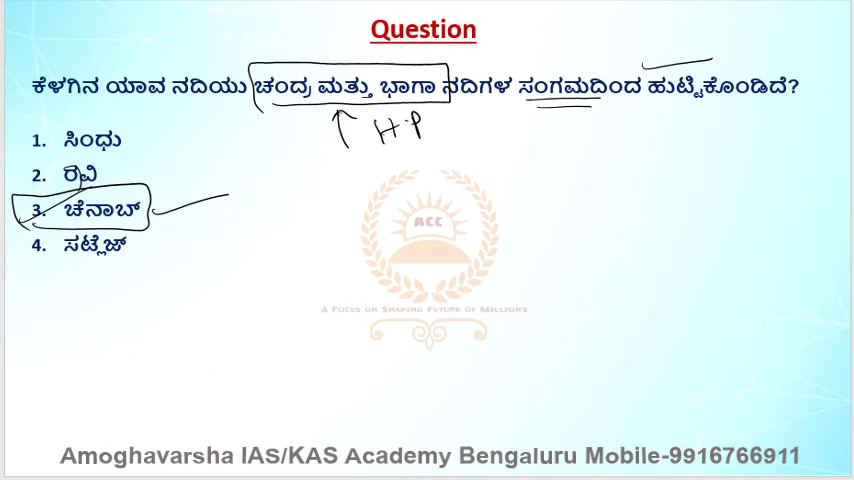 Question
ಕೆಳಗಿನ ಯಾವ ನದಿಯು ಚಂದ್ರ ಮತ್ತು ಭಾಗಾ ನದಿಗಳ ಸಂಗಮದಿಂದ ಹುಟ್ಟಿಕೊಂಡಿದೆ?
H.P
1. ಸಿಂಧು
2. ರವಿ
3. ಚೆನಾಬ್
4. ಸಟ್ಲೆಜ್
ACC
A Focus on Shaping Future of Millions
Amoghavarsha IAS/KAS Academy Bengaluru Mobile-9916766911